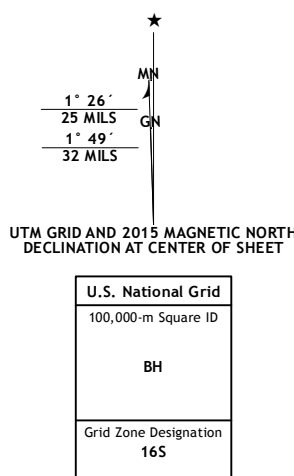 ★
MN
1° 26´
25 MILS
GN
1° 49´
32 MILS
UTM GRID AND 2015 MAGNETIC NORTH
DECLINATION AT CENTER OF SHEET
U.S. National Grid
100,000-m Square ID
BH
Grid Zone Designation
16S